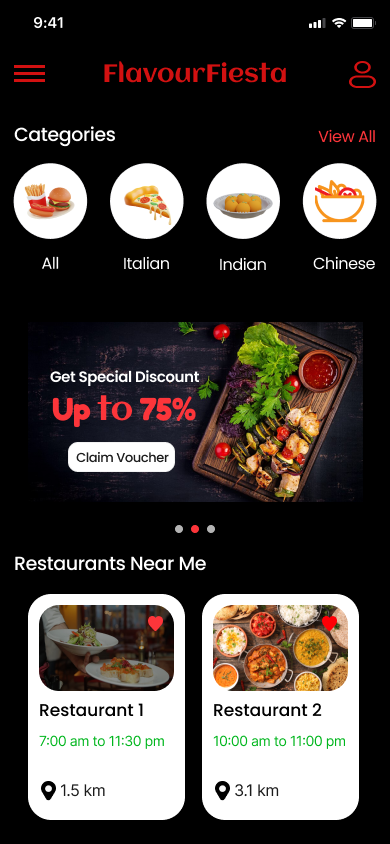 9:41
FlavourFiesta
Categories
View All
All
Italian
Indian
Chinese
Get Special Discount
Up to 75%
Claim Voucher
Restaurants Near Me
Restaurant 1
7:00 am to 11:30 pm
1.5 km
Restaurant 2
10:00 am to 11:00 pm
3.1 km